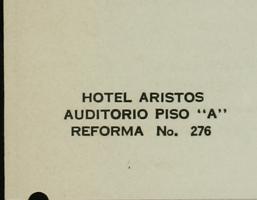 HOTEL ARISTOS
AUDITORIO PISO "A"
REFORMA No. 276